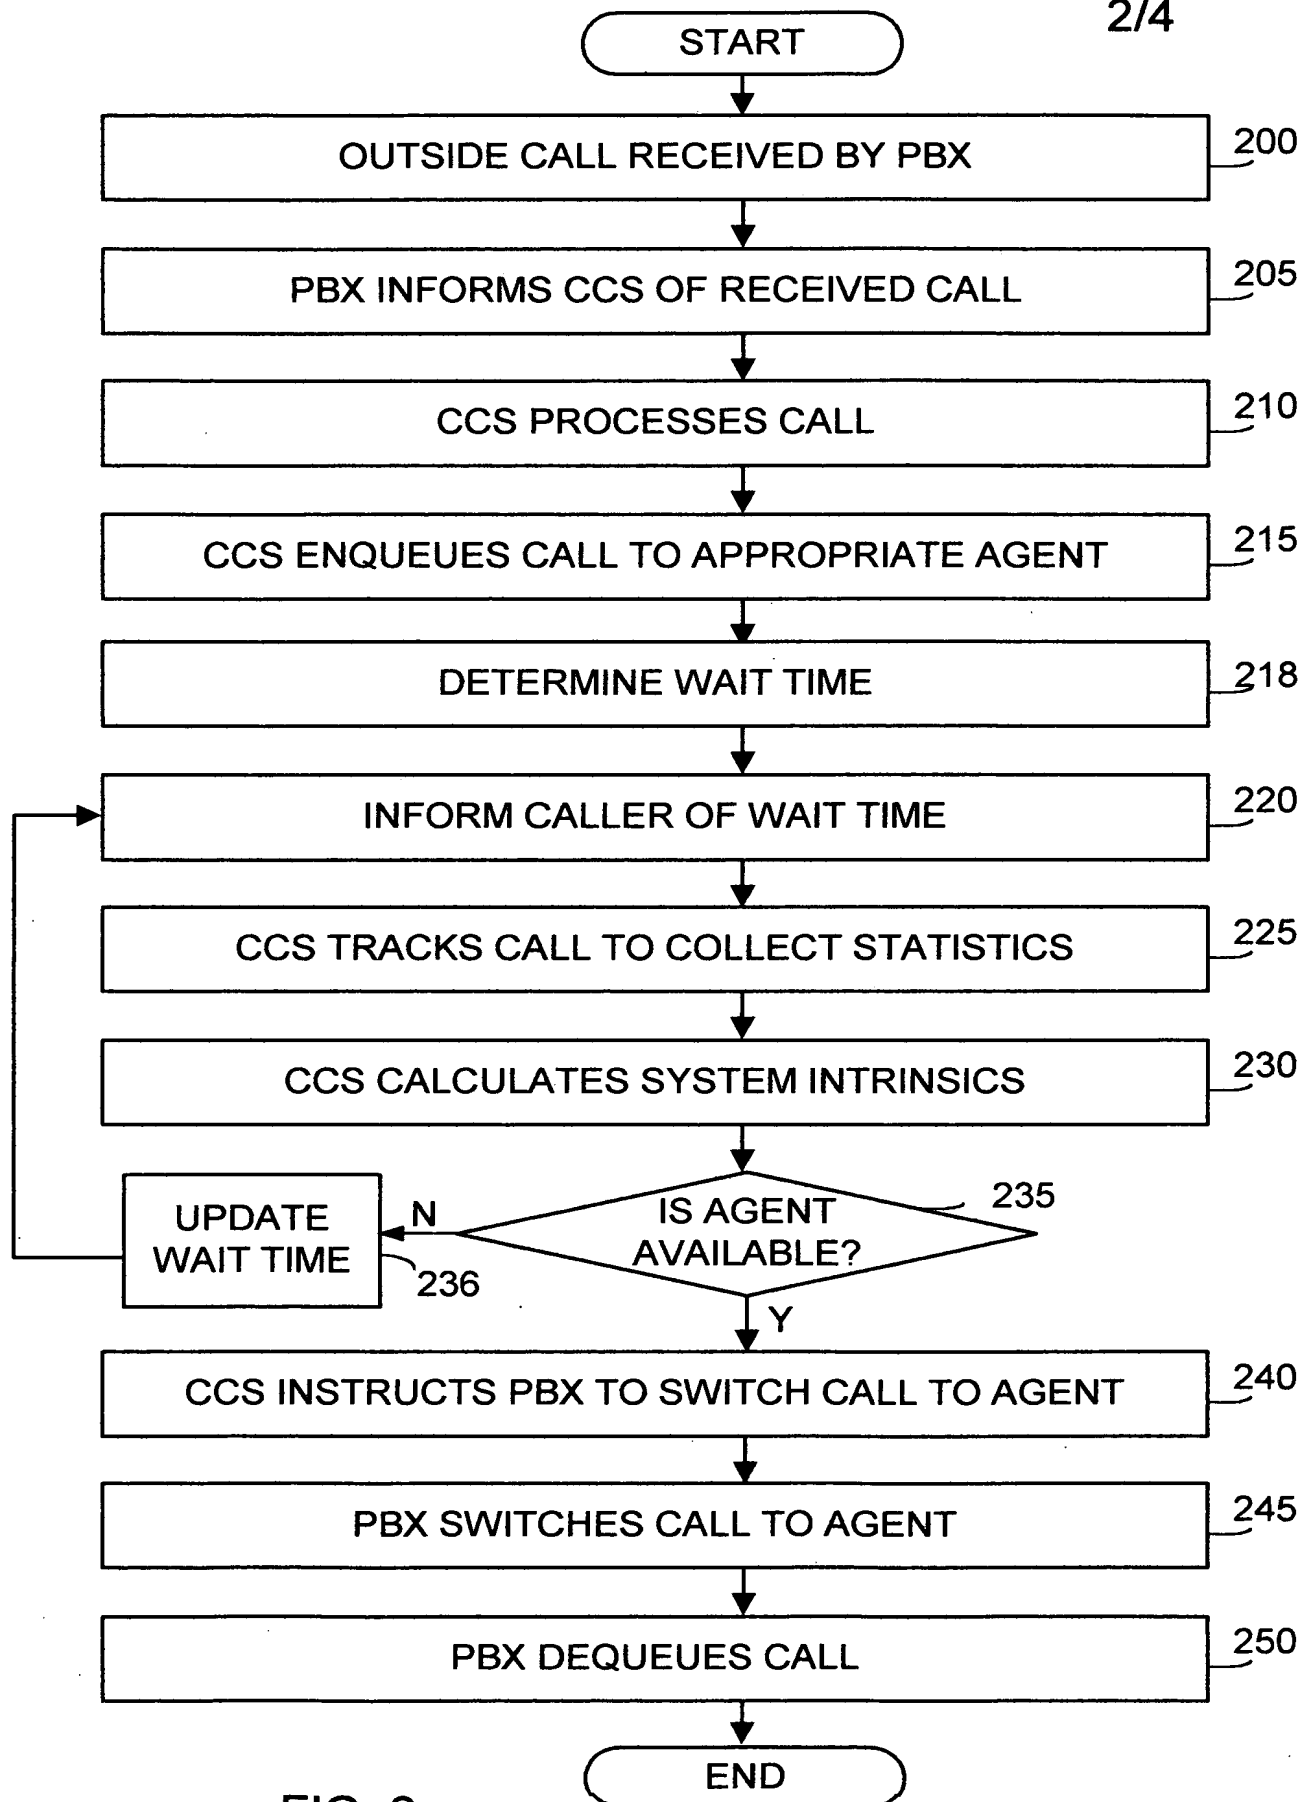 2/4
START
OUTSIDE CALL RECEIVED BY PBX
200
PBX INFORMS CCS OF RECEIVED CALL
205
CCS PROCESSES CALL
210
CCS ENQUEUES CALL TO APPROPRIATE AGENT
215
DETERMINE WAIT TIME
218
INFORM CALLER OF WAIT TIME
220
CCS TRACKS CALL TO COLLECT STATISTICS
225
CCS CALCULATES SYSTEM INTRINSICS
230
IS AGENT
AVAILABLE?
235
N
UPDATE
WAIT TIME
236
Y
CCS INSTRUCTS PBX TO SWITCH CALL TO AGENT
240
PBX SWITCHES CALL TO AGENT
245
PBX DEQUEUES CALL
250
END
FIG.